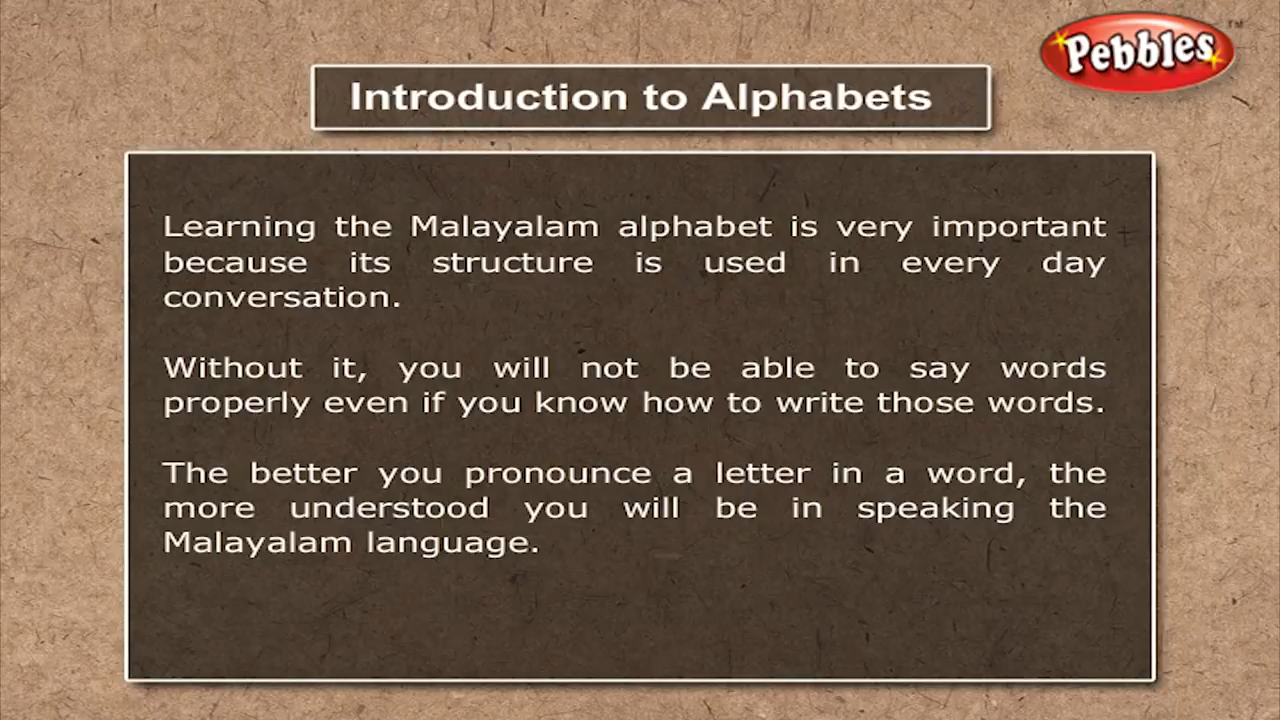 Pebbles™
Introduction to Alphabets
Learning the Malayalam alphabet is very important
because its structure is used in every day
conversation.
Without it, you will not be able to say words
properly even if you know how to write those words.
The better you pronounce a letter in a word, the
more understood you will be in speaking the
Malayalam language.